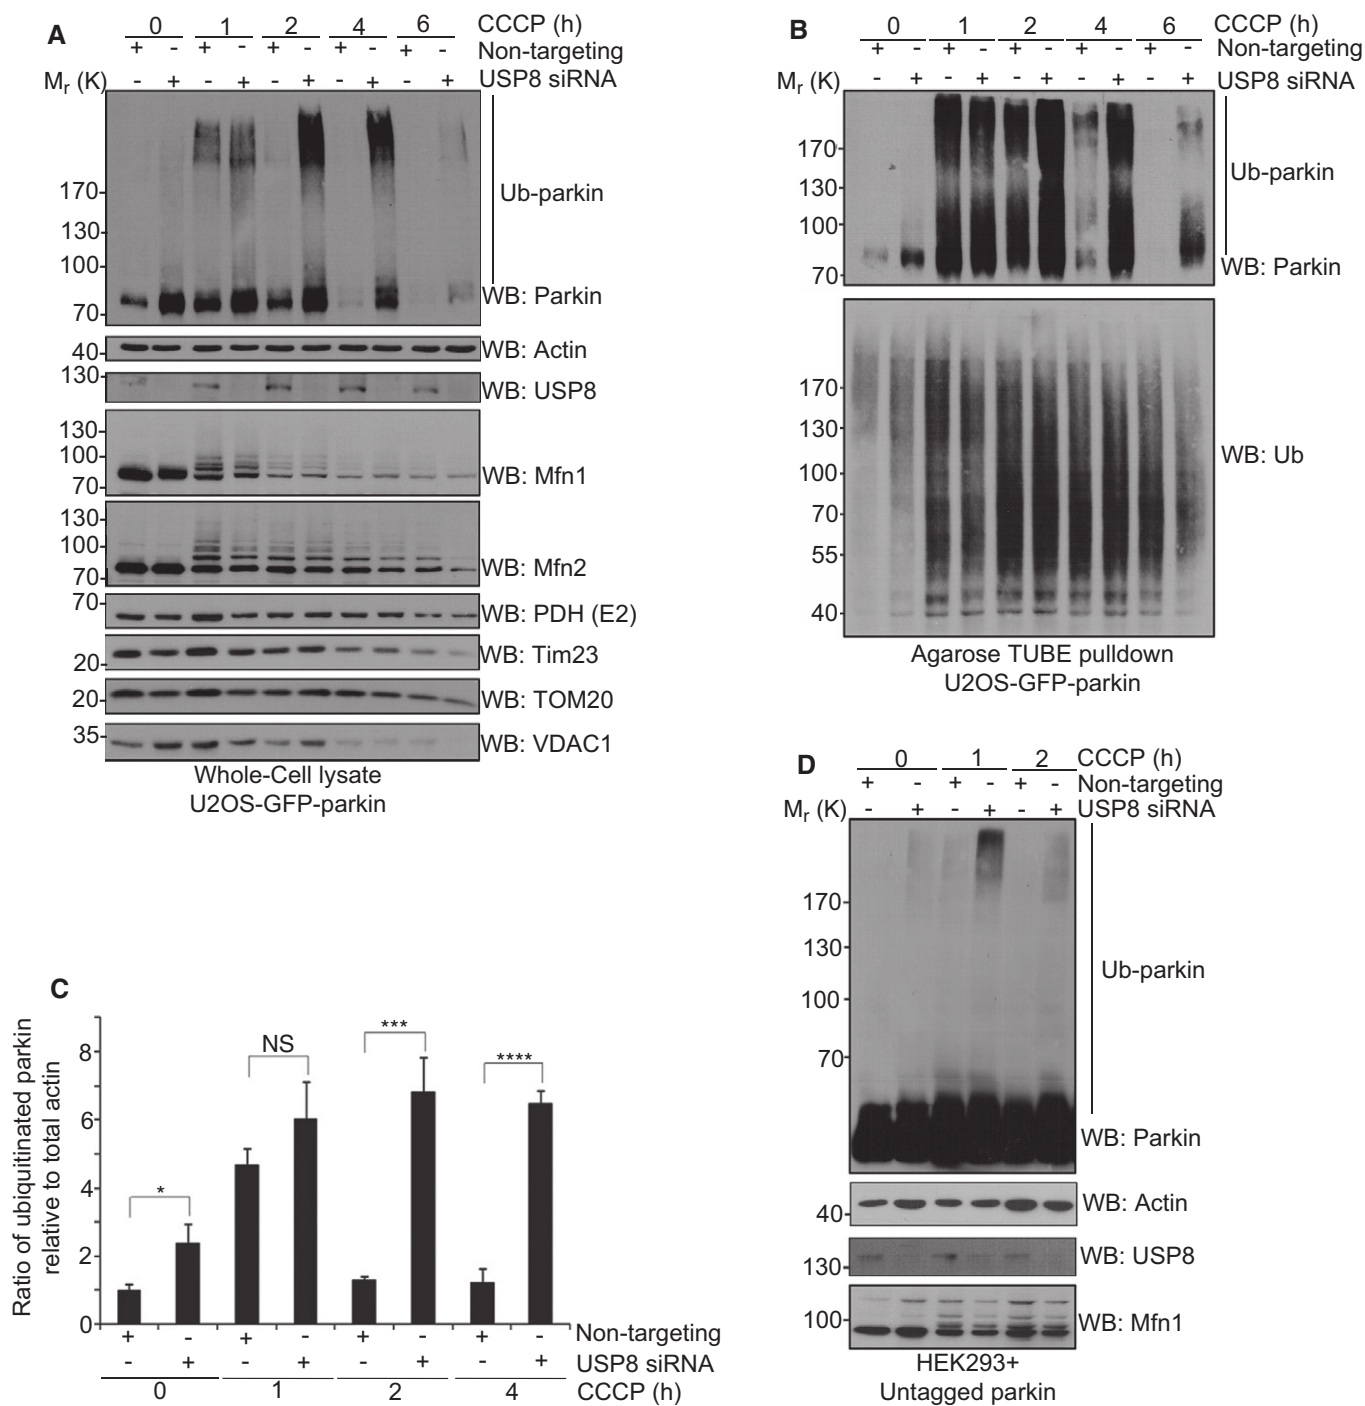 A
0 1 2 4 6 CCCP (h)
+ - + - + - + - + - Non-targeting
Mr (K) - + - + - + - + - + USP8 siRNA
170
130
100
70
Ub-parkin
WB: Parkin
40 WB: Actin
130 WB: USP8
130
100
70
WB: Mfn1
130
100
70
WB: Mfn2
70 WB: PDH (E2)
20 WB: Tim23
20 WB: TOM20
35 WB: VDAC1
Whole-Cell lysate
U2OS-GFP-parkin
B
0 1 2 4 6 CCCP (h)
+ - + - + - + - + - Non-targeting
Mr (K) - + - + - + - + - + USP8 siRNA
170
130
100
70
Ub-parkin
WB: Parkin
170
130
100
70
55
40
WB: Ub
Agarose TUBE pulldown
U2OS-GFP-parkin
C
Ratio of ubiquitinated parkin
relative to total actin
8
6
4
2
0
*
NS
***
****
+ - + - + - + - Non-targeting
- + - + - + - + USP8 siRNA
0 1 2 4 CCCP (h)
D
0 1 2 CCCP (h)
+ - + - + - Non-targeting
Mr (K) - + - + - + USP8 siRNA
170
130
100
70
Ub-parkin
WB: Parkin
40 WB: Actin
130 WB: USP8
100 WB: Mfn1
HEK293+
Untagged parkin